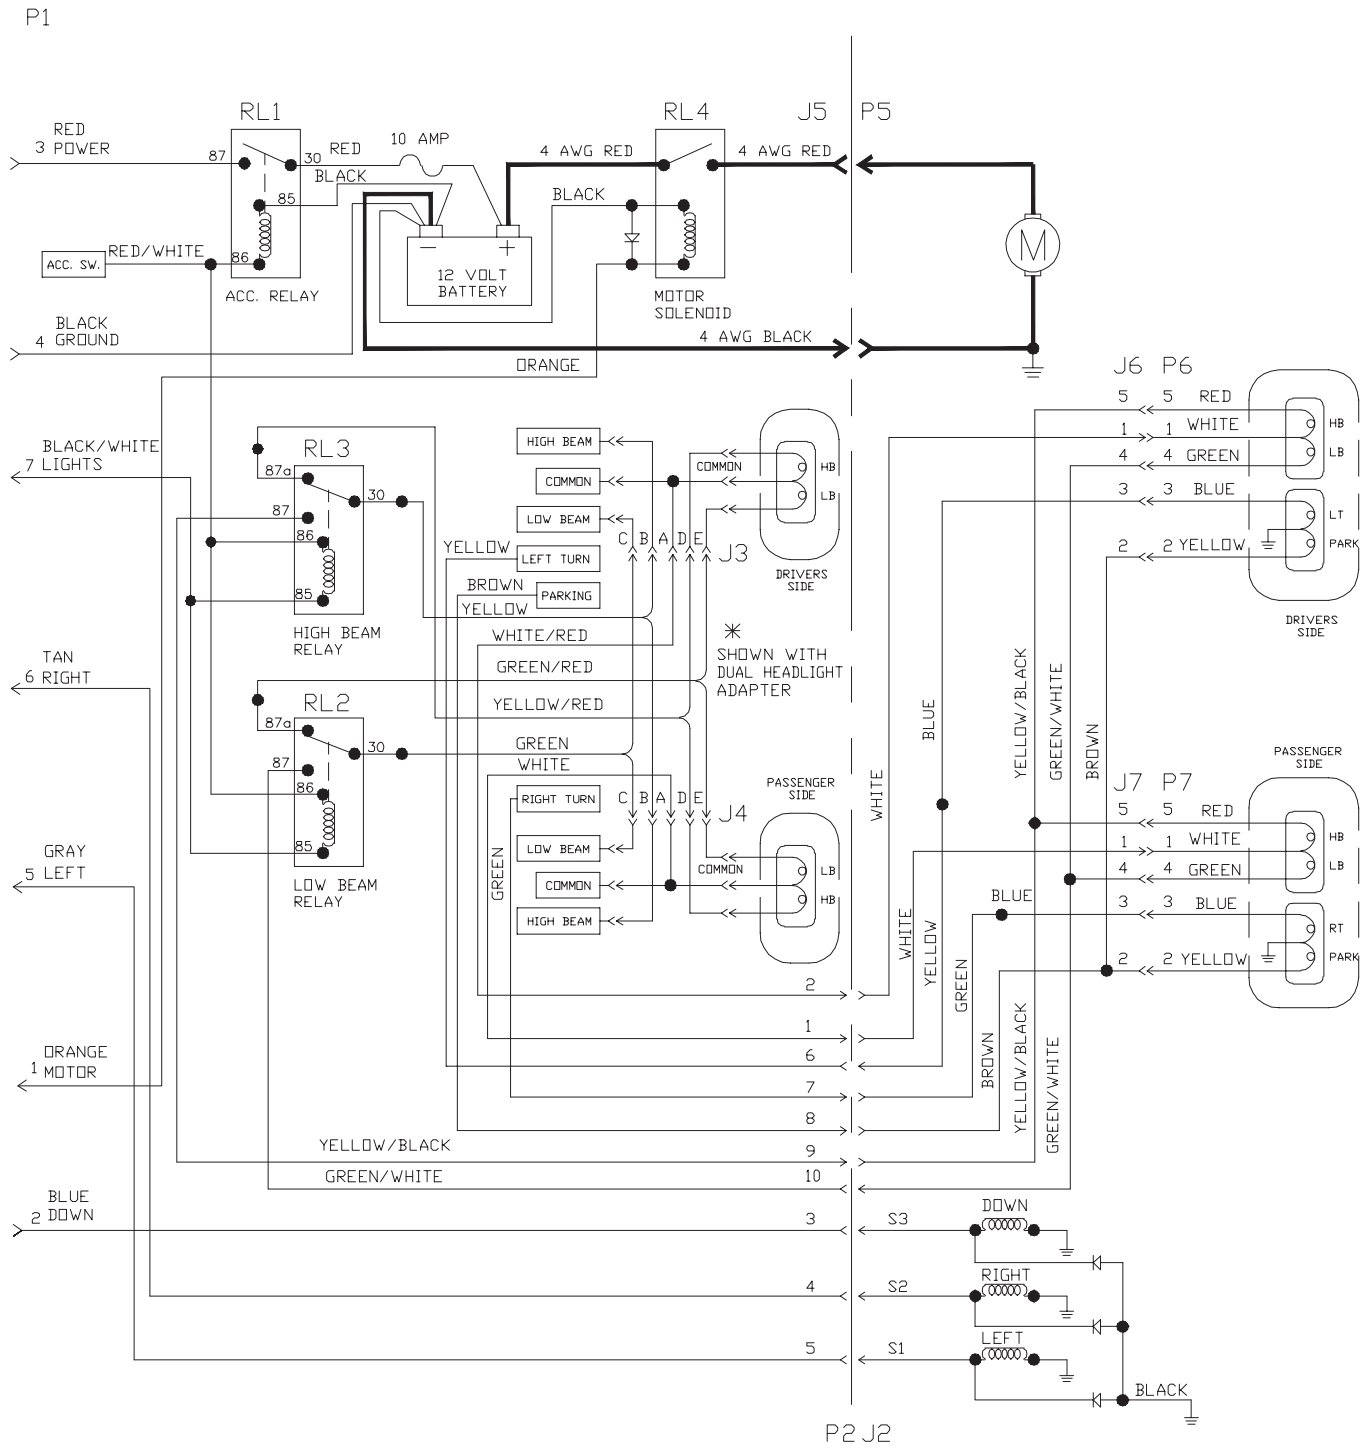 P1
RL1
RL4
J5 P5
RED
3 POWER
87
30
RED
10 AMP
BLACK
4 AWG RED
4 AWG RED
85
BLACK
ACC. SW.
RED/WHITE
86
- +
12 VOLT
BATTERY
M
ACC. RELAY
MOTOR
SOLENOID
BLACK
4 GROUND
4 AWG BLACK
ORANGE
J6 P6
5 5 RED
1 1 WHITE
4 4 GREEN
3 3 BLUE
2 2 YELLOW
HB
LB
LT
PARK
DRIVERS
SIDE
BLACK/WHITE
7 LIGHTS
RL3
87a
30
87
86
85
HIGH BEAM
RELAY
HIGH BEAM
COMMON
LOW BEAM
YELLOW
LEFT TURN
BROWN
PARKING
YELLOW
WHITE/RED
GREEN/RED
YELLOW/RED
GREEN
WHITE
COMMON
HB
LB
C B A D E
J3
DRIVERS
SIDE
*
SHOWN WITH
DUAL HEADLIGHT
ADAPTER
TAN
6 RIGHT
RL2
87a
30
87
86
85
LOW BEAM
RELAY
RIGHT TURN
LOW BEAM
COMMON
HIGH BEAM
GREEN
C B A D E
J4
PASSENGER
SIDE
COMMON
LB
HB
WHITE
BLUE
YELLOW/BLACK
GREEN/WHITE
BROWN
PASSENGER
SIDE
J7 P7
5 5 RED
1 1 WHITE
4 4 GREEN
3 3 BLUE
2 2 YELLOW
HB
LB
RT
PARK
BLUE
GRAY
5 LEFT
WHITE
YELLOW
GREEN
BROWN
YELLOW/BLACK
GREEN/WHITE
2
1
6
7
8
9
10
ORANGE
1 MOTOR
YELLOW/BLACK
GREEN/WHITE
BLUE
2 DOWN
3 S3
DOWN
4 S2
RIGHT
5 S1
LEFT
BLACK
P2 J2